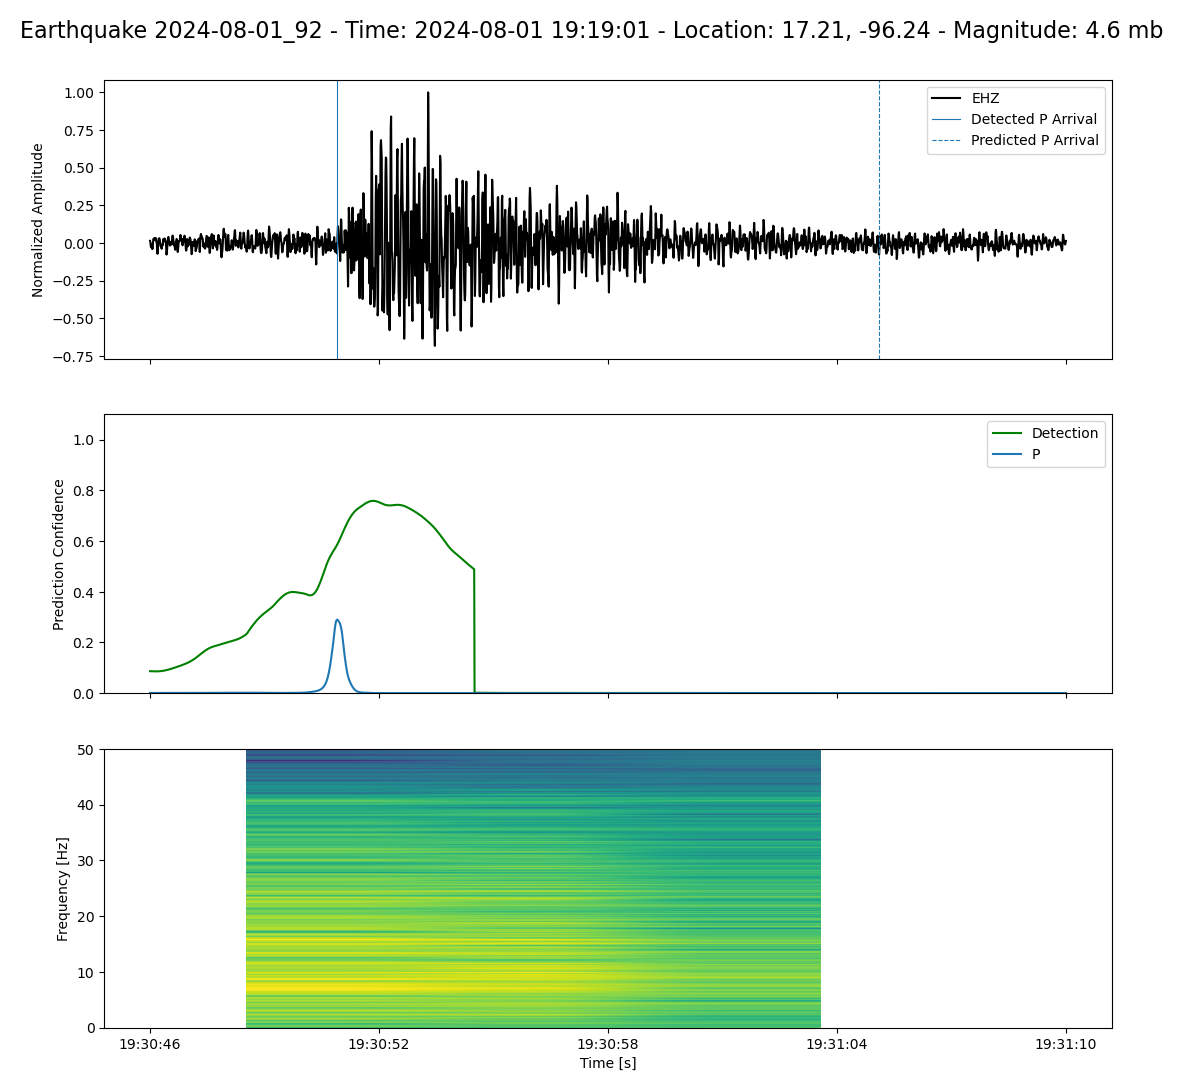 Earthquake 2024-08-01_92 - Time: 2024-08-01 19:19:01 - Location: 17.21, -96.24 - Magnitude: 4.6 mb
1.00
0.75
0.50
0.25
0.00
−0.25
−0.50
−0.75
Normalized Amplitude
EHZ
Detected P Arrival
Predicted P Arrival
1.0
0.8
0.6
0.4
0.2
0.0
Prediction Confidence
Detection
P
50
40
30
20
10
0
Frequency [Hz]
19:30:46 19:30:52 19:30:58 19:31:04 19:31:10
Time [s]